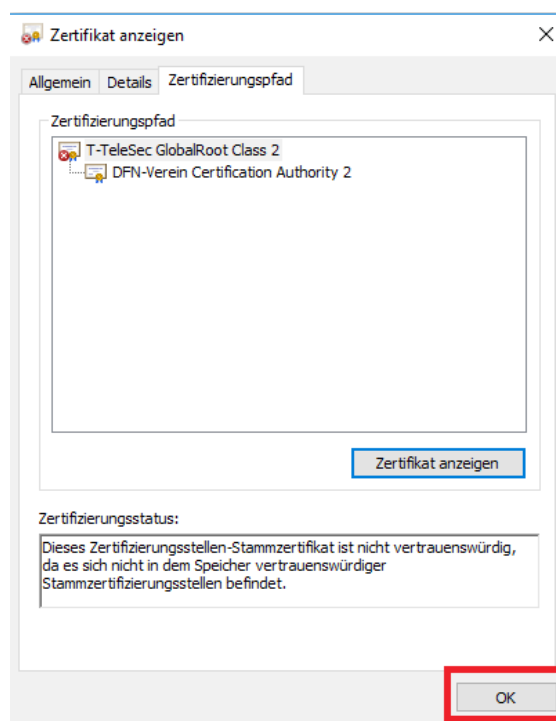 Zertifikat anzeigen
Allgemein Details Zertifizierungspfad
Zertifizierungspfad
T-TeleSec GlobalRoot Class 2
DFN-Verein Certification Authority 2
Zertifikat anzeigen
Zertifizierungsstatus:
Dieses Zertifizierungsstellen-Stammzertifikat ist nicht vertrauenswürdig,
da es sich nicht in dem Speicher vertrauenswürdiger
Stammzertifizierungsstellen befindet.
OK